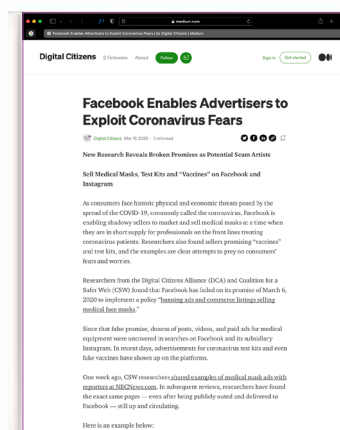 medium.com
Facebook Enables Advertisers to Exploit Coronavirus Fears | by Digital Citizens | Medium
Digital Citizens 0 Followers About Follow Sign in Get started
Facebook Enables Advertisers to
Exploit Coronavirus Fears
Digital Citizens Mar 18, 2020 · 3 min read
New Research Reveals Broken Promises as Potential Scam Artists
Sell Medical Masks, Test Kits and “Vaccines” on Facebook and
Instagram
As consumers face historic physical and economic threats posed by the
spread of the COVID-19, commonly called the coronavirus, Facebook is
enabling shadowy sellers to market and sell medical masks at a time when
they are in short supply for professionals on the front lines treating
coronavirus patients. Researchers also found sellers promising “vaccines”
and test kits, and the examples are clear attempts to prey on consumers’
fears and worries.
Researchers from the Digital Citizens Alliance (DCA) and Coalition for a
Safer Web (CSW) found that Facebook has failed on its promise of March 6,
2020 to implement a policy “banning ads and commerce listings selling
medical face masks.”
Since that false promise, dozens of posts, videos, and paid ads for medical
equipment were uncovered in searches on Facebook and its subsidiary
Instagram. In recent days, advertisements for coronavirus test kits and even
fake vaccines have shown up on the platforms.
One week ago, CSW researchers shared examples of medical mask ads with
reporters at NBCNews.com. In subsequent reviews, researchers have found
the exact same pages — even after being publicly outed and delivered to
Facebook — still up and circulating.
Here is an example below: